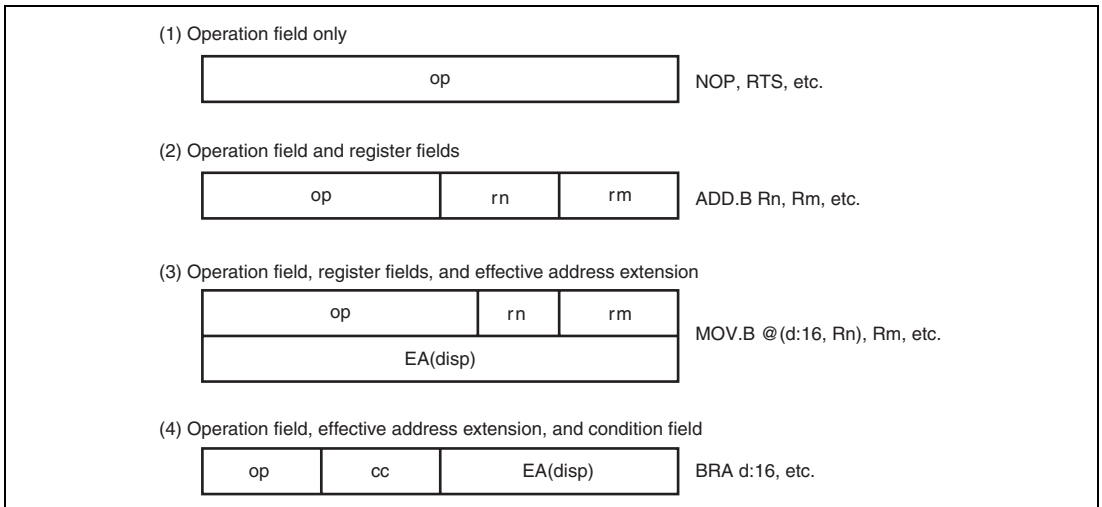 (1) Operation field only
op
NOP, RTS, etc.
(2) Operation field and register fields
op rn rm
ADD.B Rn, Rm, etc.
(3) Operation field, register fields, and effective address extension
op rn rm
MOV.B @(d:16, Rn), Rm, etc.
EA(disp)
(4) Operation field, effective address extension, and condition field
op cc EA(disp)
BRA d:16, etc.